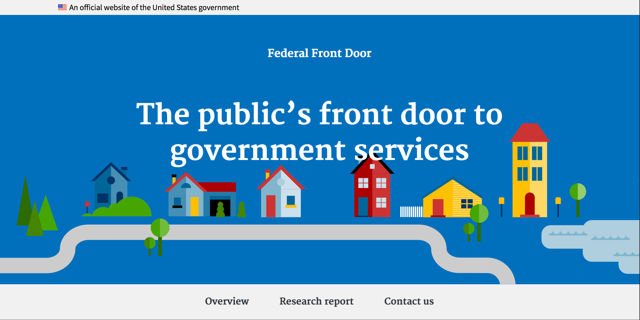 An official website of the United States government
Federal Front Door
The public’s front door to
government services
Overview
Research report
Contact us